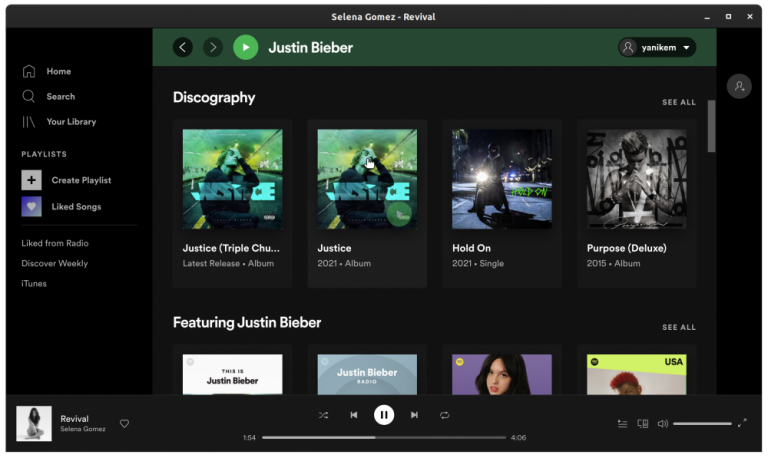 Selena Gomez - Revival
Justin Bieber
yanikem
Home
Search
Your Library
PLAYLISTS
Create Playlist
Liked Songs
Liked from Radio
Discover Weekly
iTunes
Discography
SEE ALL
JUSTICE
JUSTICE
HOLD ON
Justice (Triple Chu...
Latest Release • Album
Justice
2021 • Album
Hold On
2021 • Single
Purpose (Deluxe)
2015 • Album
Featuring Justin Bieber
SEE ALL
THIS IS
Justin Bieber
Justin Bieber
RADIO
USA
Revival
Selena Gomez
1:54
4:06